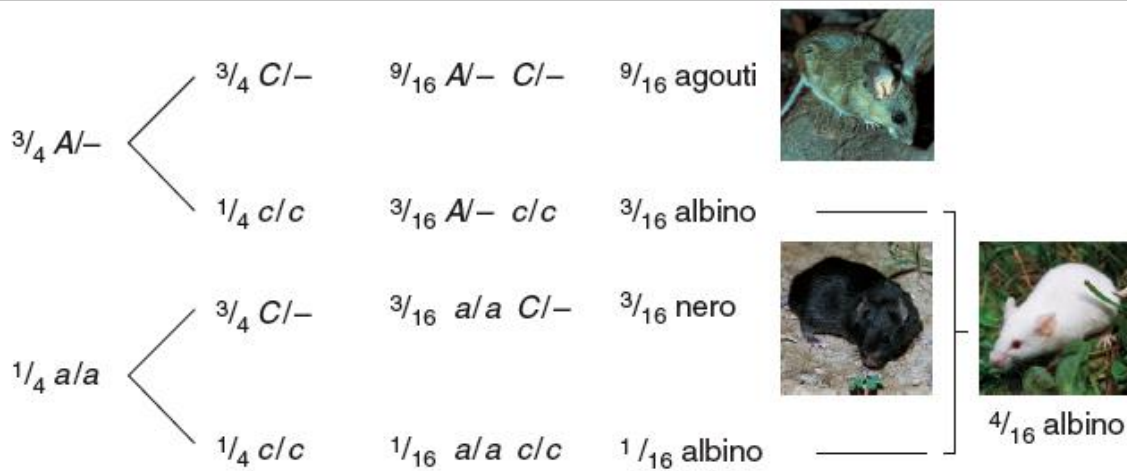 3/4 C/– 9/16 A/– C/– 9/16 agouti
3/4 A/–
1/4 c/c 3/16 A/– c/c 3/16 albino
3/4 C/– 3/16 a/a C/– 3/16 nero
1/4 a/a
4/16 albino
1/4 c/c 1/16 a/a c/c 1/16 albino